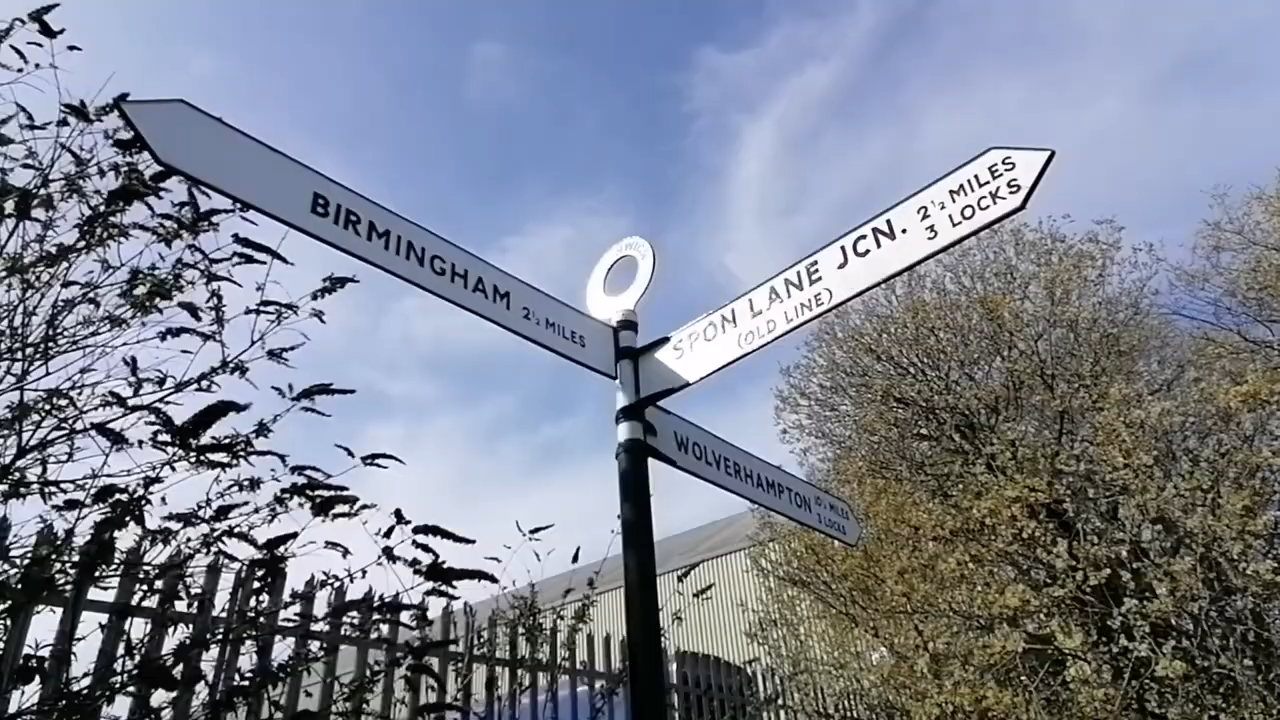 BIRMINGHAM 2½ MILES
SPON LANE JCN. 2½ MILES
(OLD LINE) 3 LOCKS
WOLVERHAMPTON 10½ MILES
3 LOCKS